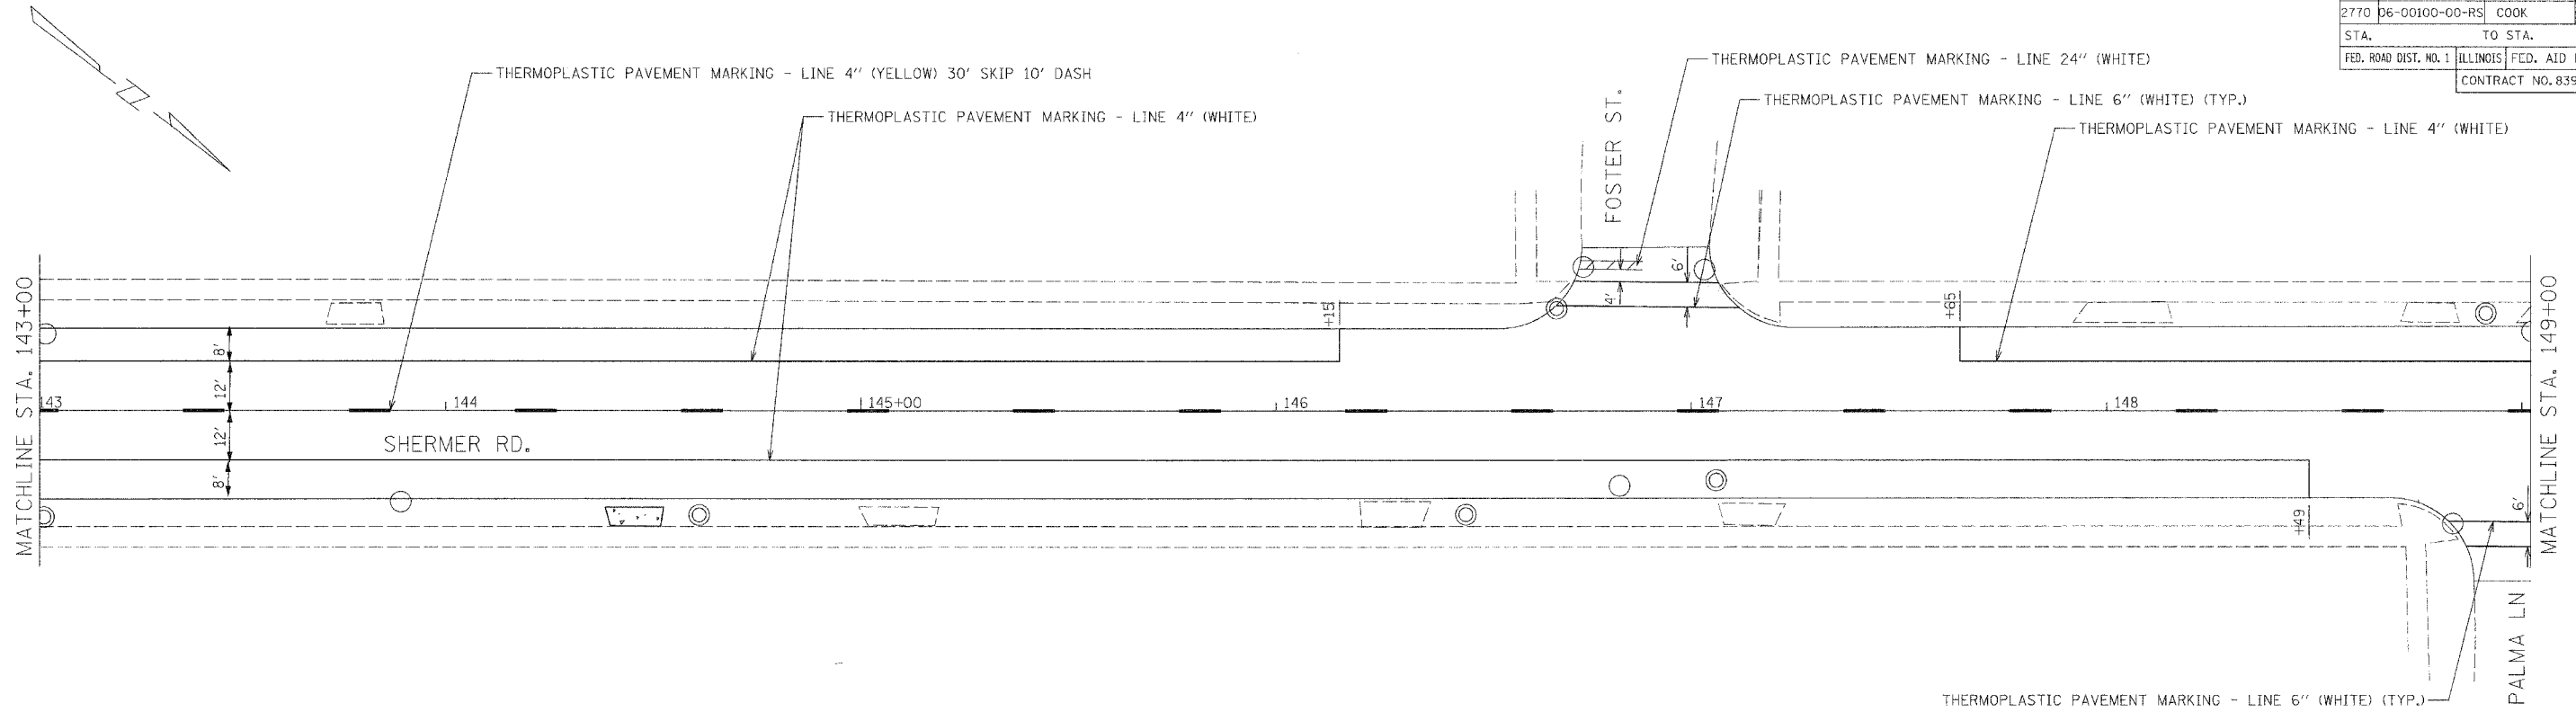 2770 06-00100-00-RS COOK
STA. TO STA.
FED. ROAD DIST. NO. 1 ILLINOIS FED. AID
CONTRACT NO. 839
THERMOPLASTIC PAVEMENT MARKING - LINE 4" (YELLOW) 30' SKIP 10' DASH
THERMOPLASTIC PAVEMENT MARKING - LINE 4" (WHITE)
THERMOPLASTIC PAVEMENT MARKING - LINE 24" (WHITE)
THERMOPLASTIC PAVEMENT MARKING - LINE 6" (WHITE) (TYP.)
THERMOPLASTIC PAVEMENT MARKING - LINE 4" (WHITE)
FOSTER ST.
6'
4'
+15
+65
MATCHLINE STA. 143+00
8'
12'
12'
8'
143
144
145+00
146
147
148
SHERMER RD.
+49
6'
MATCHLINE STA. 149+00
PALMA LN
THERMOPLASTIC PAVEMENT MARKING - LINE 6" (WHITE) (TYP.)